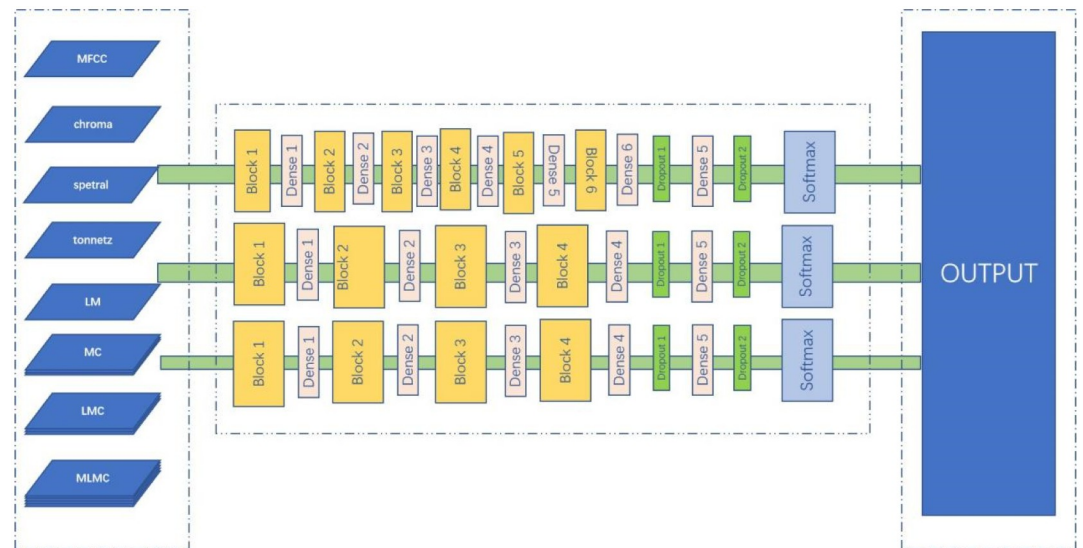 MFCC
chroma
spetral
tonnetz
LM
MC
LMC
MLMC
Block 1
Dense 1
Block 2
Dense 2
Block 3
Dense 3
Block 4
Dense 4
Block 5
Dense 5
Block 6
Dense 6
Dropout 1
Dense 5
Dropout 2
Softmax
Block 1
Dense 1
Block 2
Dense 2
Block 3
Dense 3
Block 4
Dense 4
Dropout 1
Dense 5
Dropout 2
Softmax
Block 1
Dense 1
Block 2
Dense 2
Block 3
Dense 3
Block 4
Dense 4
Dropout 1
Dense 5
Dropout 2
Softmax
OUTPUT